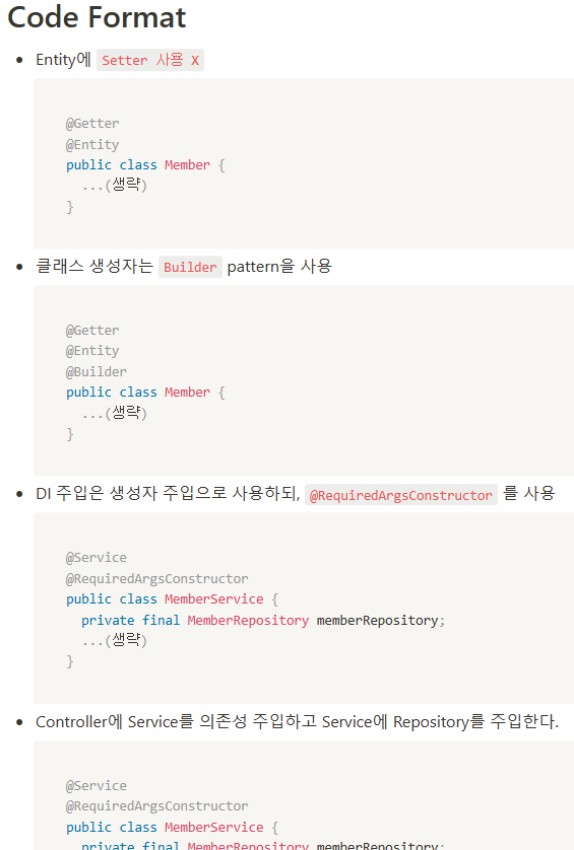 Code Format
• Entity에 Setter 사용 X
@Getter
@Entity
public class Member {
...(생략)
}
• 클래스 생성자는 Builder pattern을 사용
@Getter
@Entity
@Builder
public class Member {
...(생략)
}
• DI 주입은 생성자 주입으로 사용하되, @RequiredArgsConstructor 를 사용
@Service
@RequiredArgsConstructor
public class MemberService {
private final MemberRepository memberRepository;
...(생략)
}
• Controller에 Service를 의존성 주입하고 Service에 Repository를 주입한다.
@Service
@RequiredArgsConstructor
public class MemberService {
private final MemberRepository memberRepository;